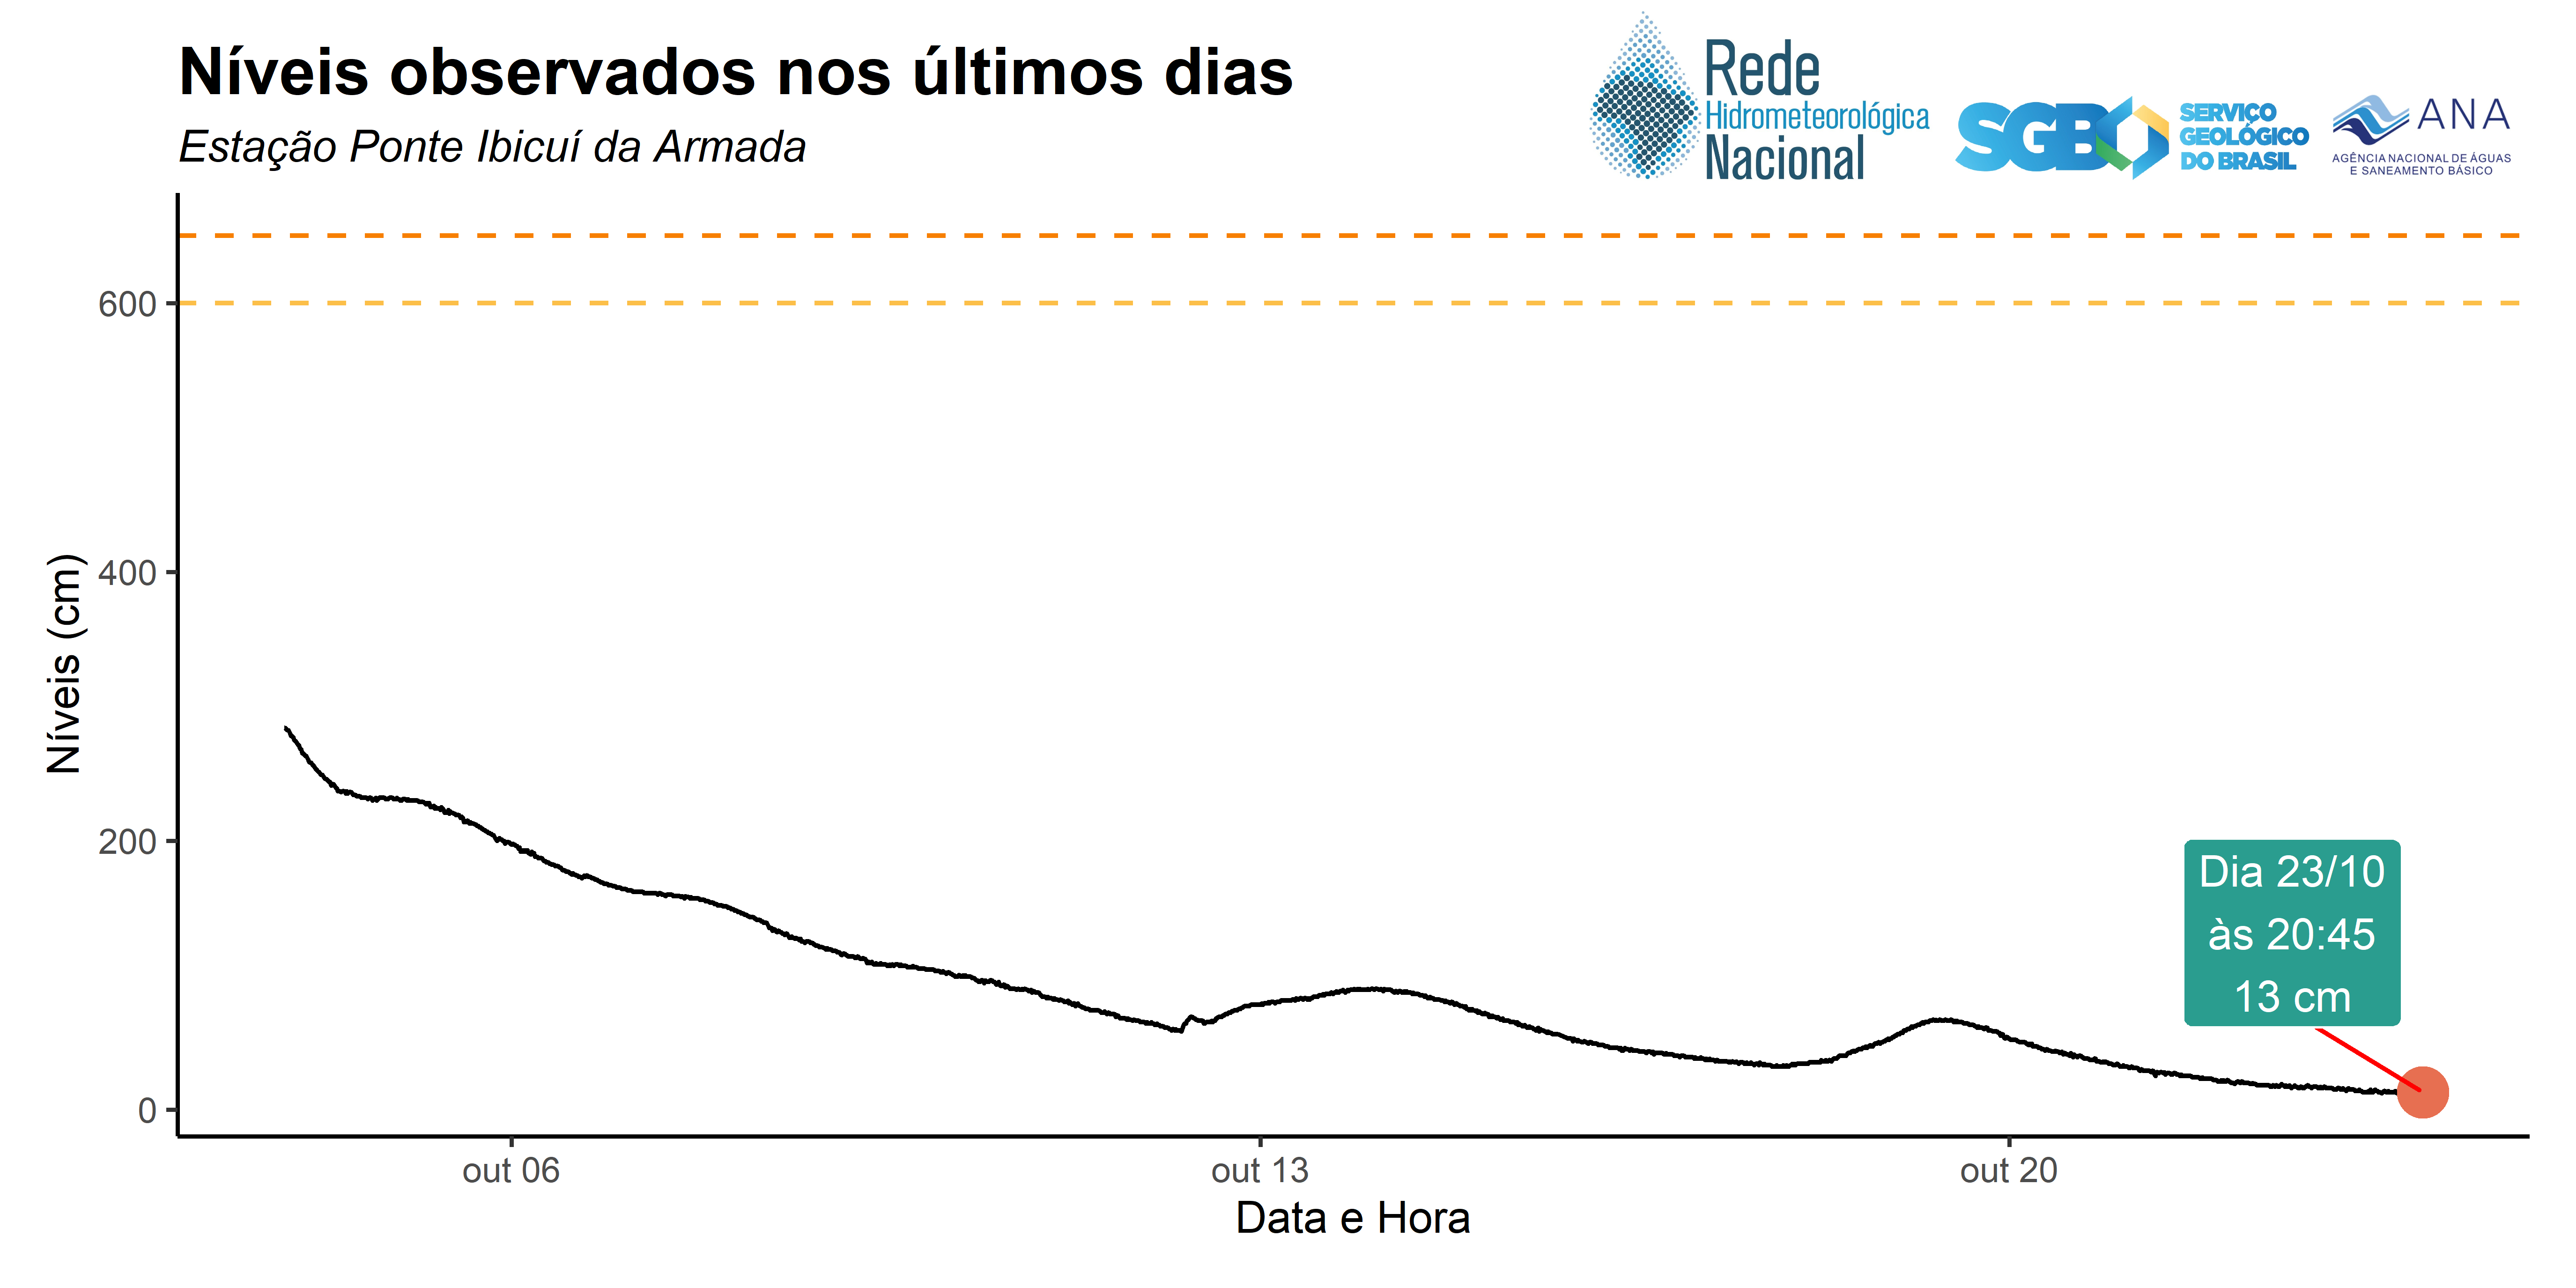 Níveis observados nos últimos dias
Estação Ponte Ibicuí da Armada
Rede
Hidrometeorológica
Nacional
SGB
SERVIÇO
GEOLÓGICO
DO BRASIL
ANA
AGÊNCIA NACIONAL DE ÁGUAS
E SANEAMENTO BÁSICO
Níveis (cm)
600
400
200
0
Dia 23/10
às 20:45
13 cm
out 06
out 13
out 20
Data e Hora